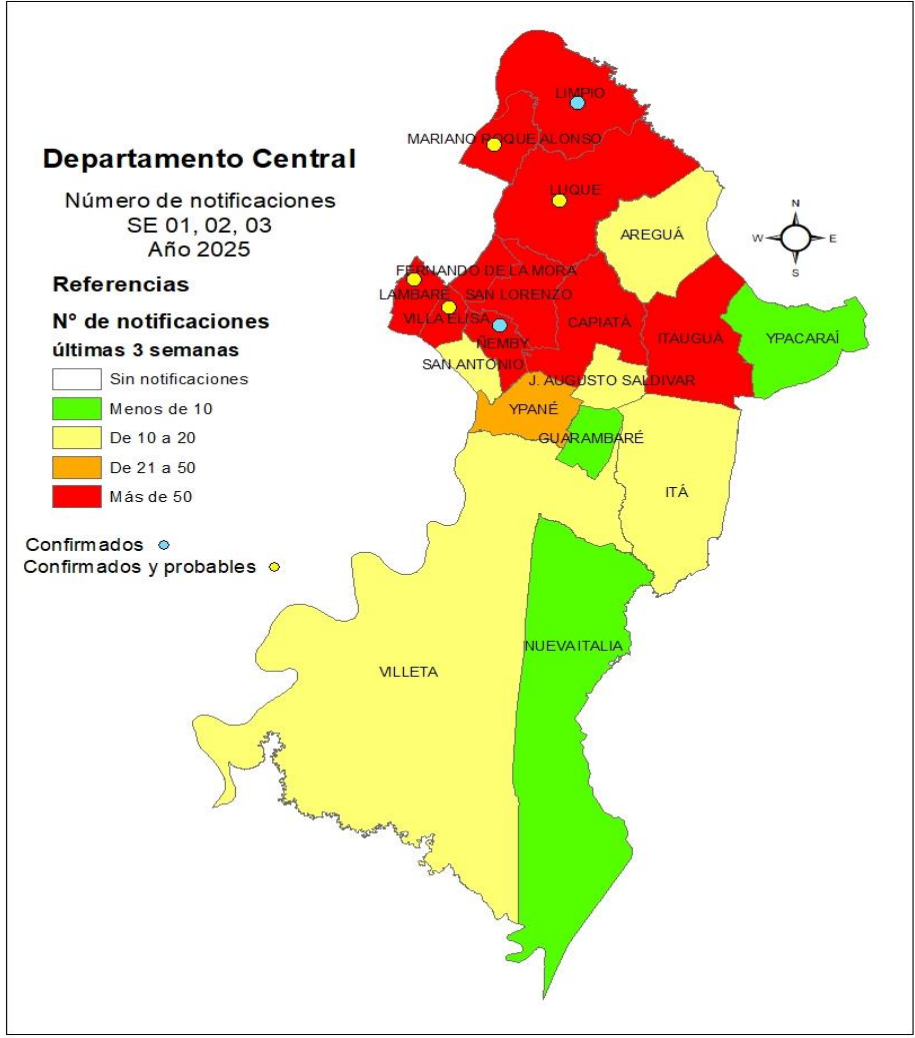 Departamento Central
Número de notificaciones
SE 01, 02, 03
Año 2025
Referencias
N° de notificaciones
últimas 3 semanas
Sin notificaciones
Menos de 10
De 10 a 20
De 21 a 50
Más de 50
Confirmados
Confirmados y probables
LIMPIO
MARIANO ROQUE ALONSO
LUQUE
N
W E
S
AREGUÁ
FERNANDO DE LA MORA
LAMBARÉ
SAN LORENZO
VILLA ELISA
CAPIATÁ
ITAUGUÁ
YPACARAÍ
ÑEMBY
SAN ANTONIO
J. AUGUSTO SALDIVAR
YPANÉ
GUARAMBARÉ
ITÁ
NUEVA ITALIA
VILLETA